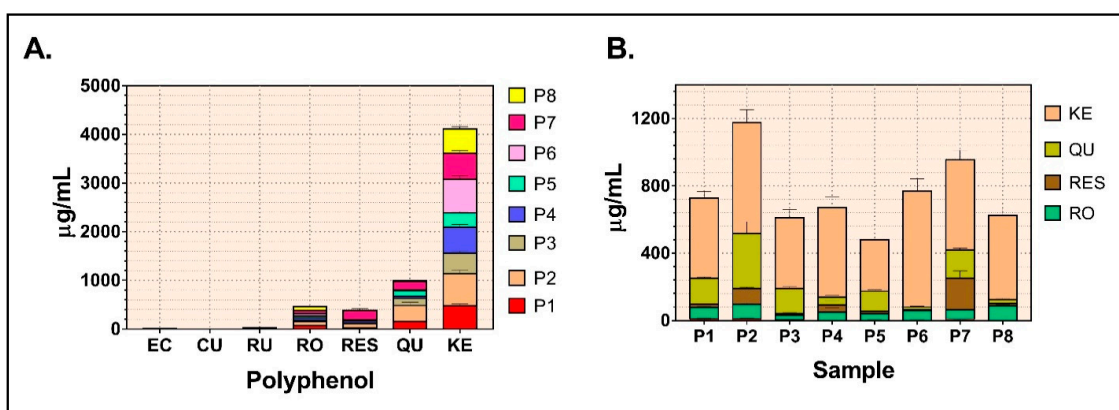 A.
µg/mL
5000
4000
3000
2000
1000
0
EC CU RU RO RES QU KE
Polyphenol
P8
P7
P6
P5
P4
P3
P2
P1
B.
µg/mL
1200
800
400
0
P1 P2 P3 P4 P5 P6 P7 P8
Sample
KE
QU
RES
RO